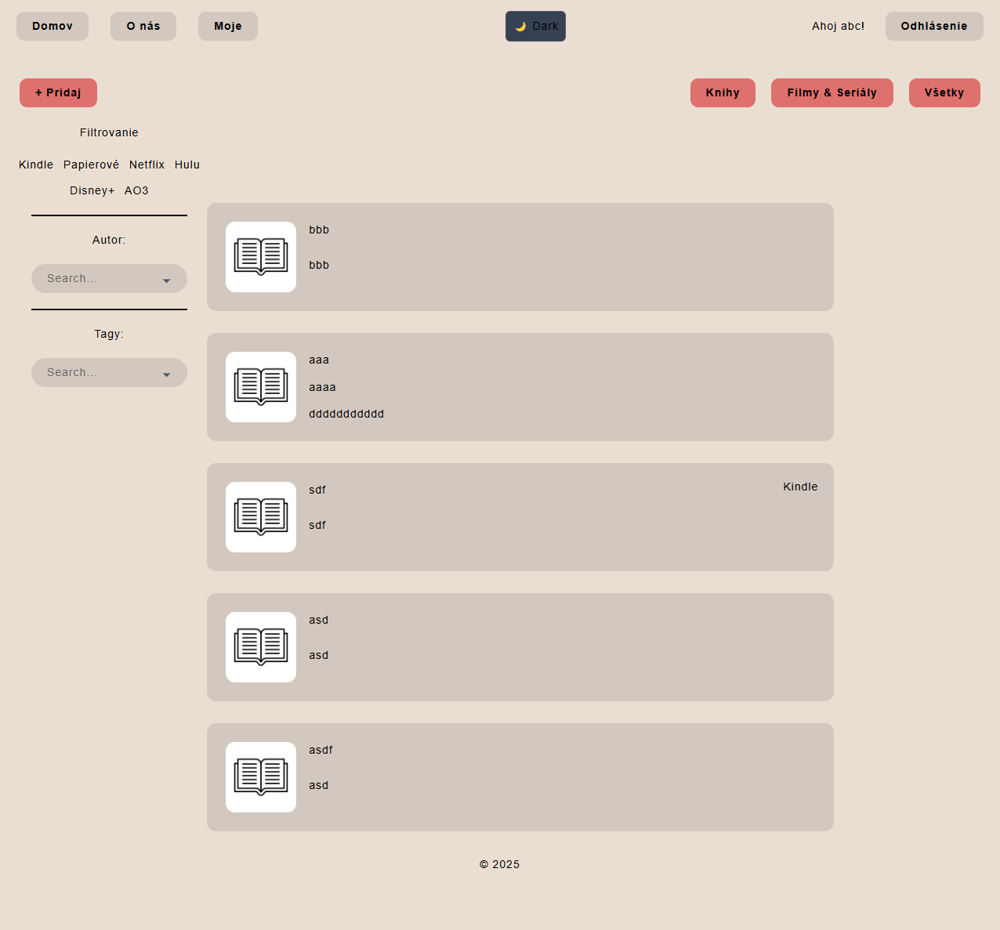 Domov O nás Moje 🌙 Dark Ahoj abc! Odhlásenie
+ Pridaj Knihy Filmy & Seriály Všetky
Filtrovanie
Kindle Papierové Netflix Hulu
Disney+ AO3
Autor:
Search...
Tagy:
Search...
bbb
bbb
aaa
aaaa
ddddddddddd
sdf
Kindle
sdf
asd
asd
asdf
asd
© 2025